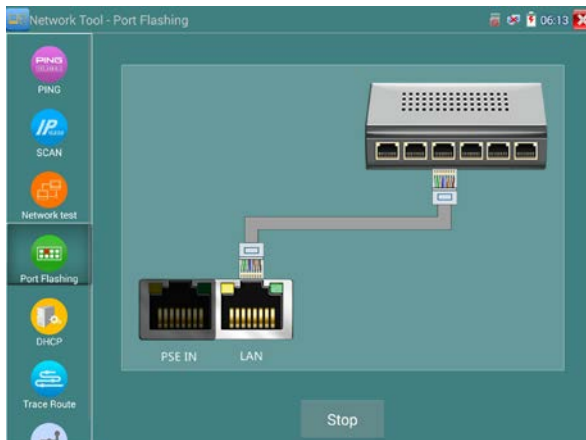 Network Tool - Port Flashing
06:13
PING
PING
IP
SCAN
Network test
Port Flashing
DHCP
Trace Route
PSE IN
LAN
Stop